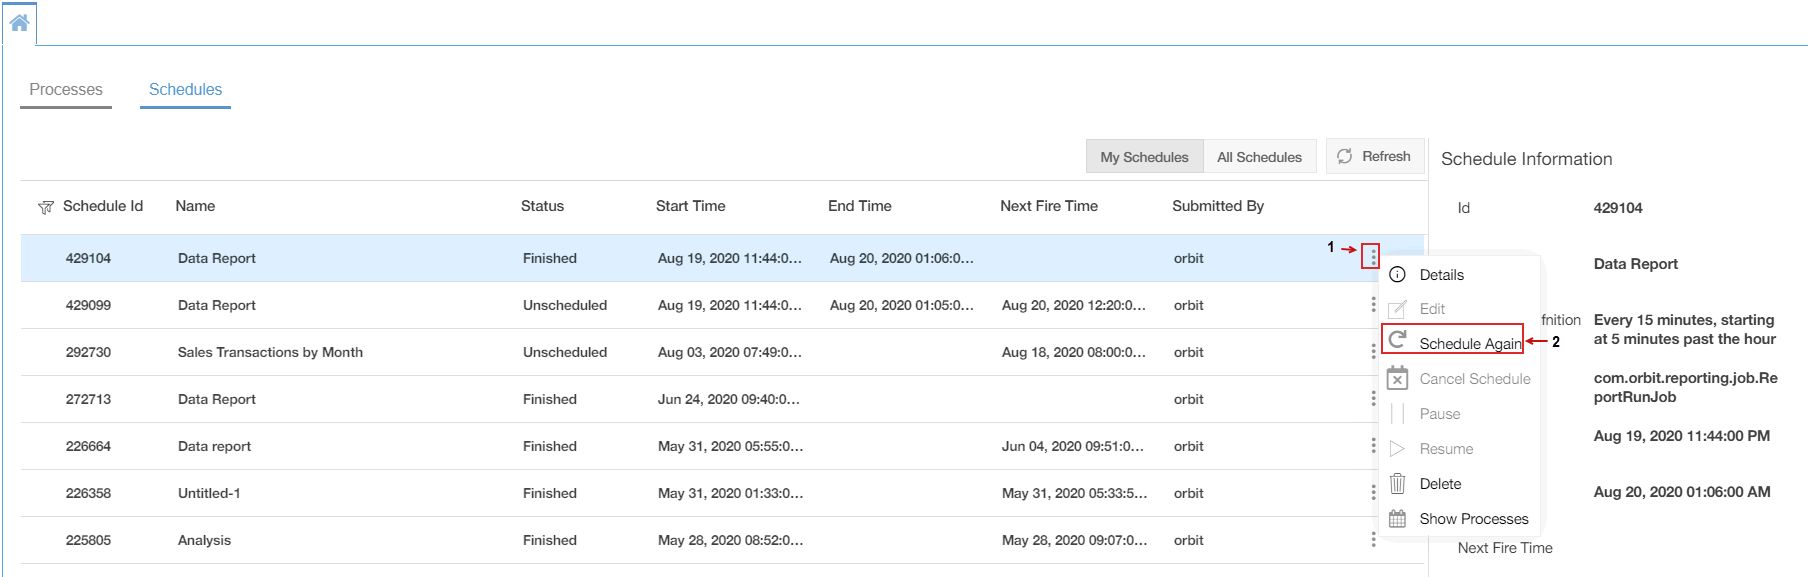 Processes
Schedules
My Schedules
All Schedules
Refresh
Schedule Id Name Status Start Time End Time Next Fire Time Submitted By
429104 Data Report Finished Aug 19, 2020 11:44:0... Aug 20, 2020 01:06:0... orbit
429099 Data Report Unscheduled Aug 19, 2020 11:44:0... Aug 20, 2020 01:05:0... Aug 20, 2020 12:20:0... orbit
292730 Sales Transactions by Month Unscheduled Aug 03, 2020 07:49:0... Aug 18, 2020 08:00:0... orbit
272713 Data Report Finished Jun 24, 2020 09:40:0... orbit
226664 Data report Finished May 31, 2020 05:55:0... Jun 04, 2020 09:51:0... orbit
226358 Untitled-1 Finished May 31, 2020 01:33:0... May 31, 2020 05:33:5... orbit
225805 Analysis Finished May 28, 2020 08:52:0... May 28, 2020 09:07:0... orbit
1
Details
Edit
Schedule Again
2
Cancel Schedule
Pause
Resume
Delete
Show Processes
Schedule Information
Id 429104
Data Report
fnition Every 15 minutes, starting
at 5 minutes past the hour
com.orbit.reporting.job.Re
portRunJob
Aug 19, 2020 11:44:00 PM
Aug 20, 2020 01:06:00 AM
Next Fire Time